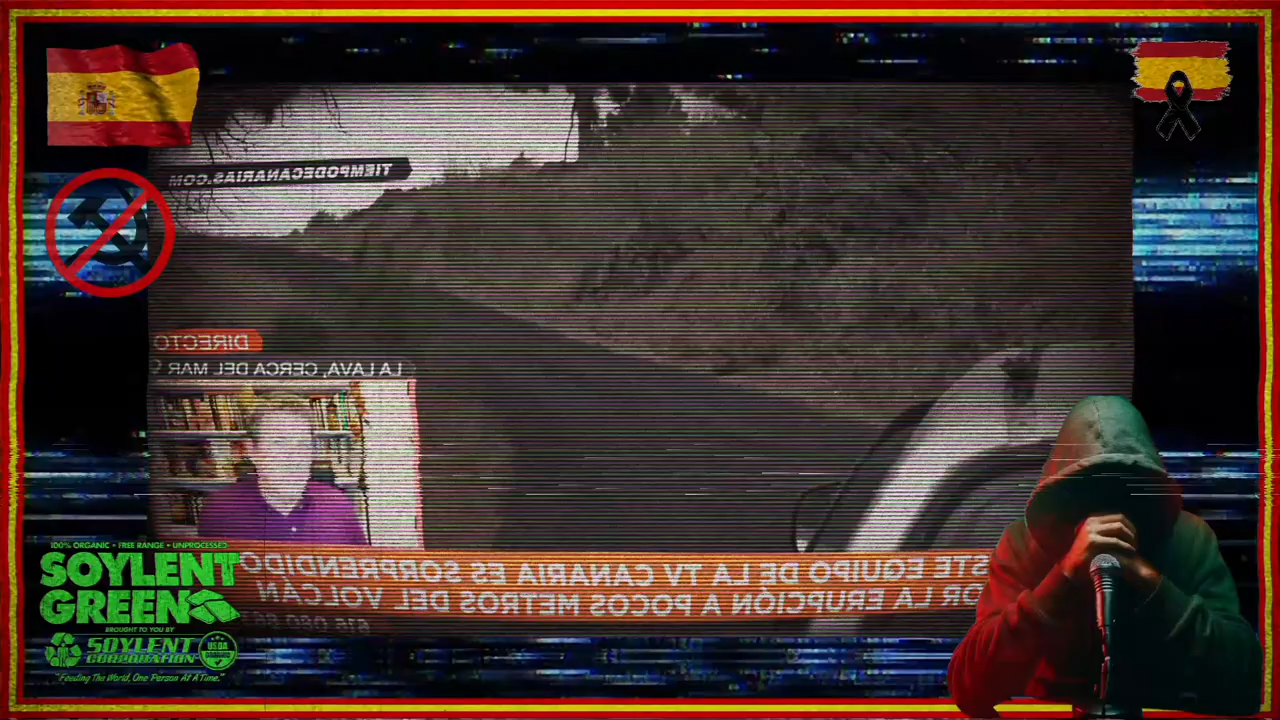 TIEMPODECANARIAS.COM
DIRECTO
LA LAVA, CERCA DEL MAR
100% ORGANIC • FREE RANGE • UNPROCESSED
SOYLENT
GREEN
BROUGHT TO YOU BY
SOYLENT
CORPORATION
USDA
"Feeding The World, One Person At A Time."
STE EQUIPO DE LA TV CANARIA ES SORPRENDIDO
OR LA ERUPCIÓN A POCOS METROS DEL VOLCÁN